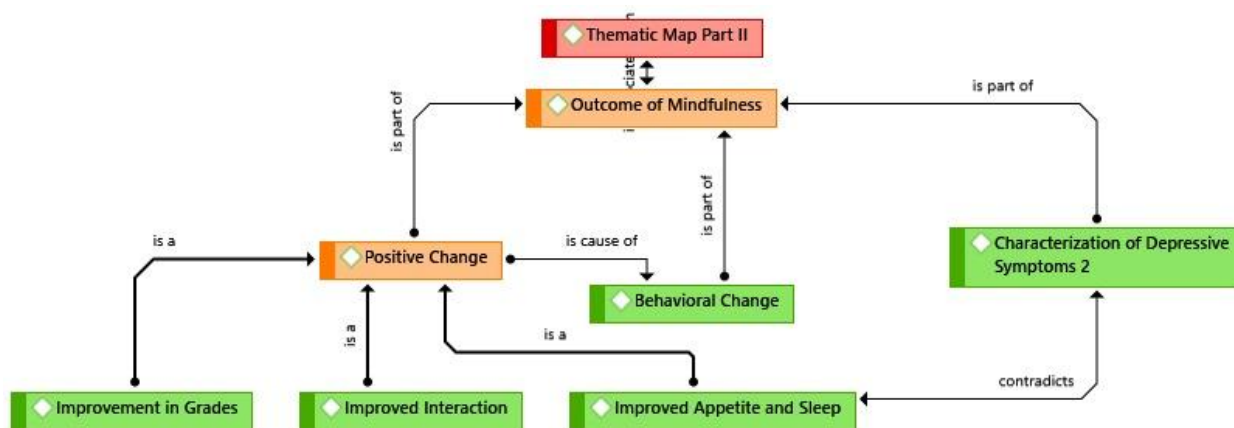 Thematic Map Part II
Outcome of Mindfulness
is part of
is part of
is part of
is a
Positive Change
is cause of
Characterization of Depressive
Symptoms 2
Behavioral Change
is a
is a
contradicts
Improvement in Grades
Improved Interaction
Improved Appetite and Sleep